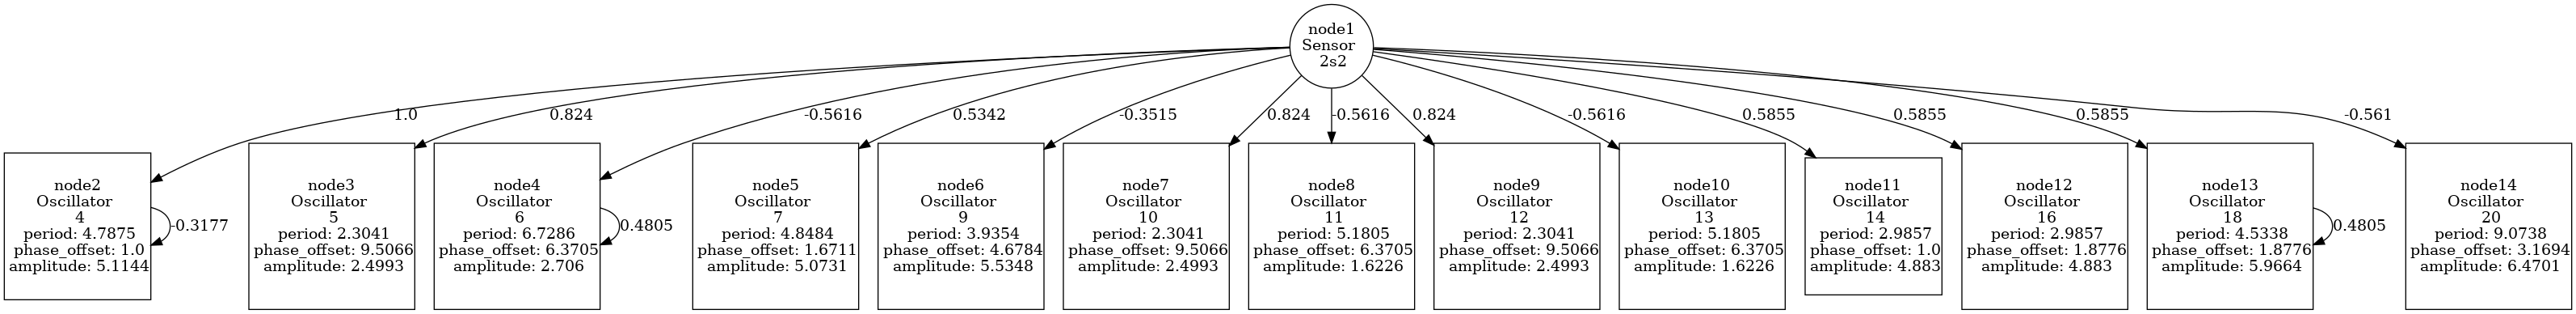 node1
Sensor
2s2
1.0
0.824
-0.5616
0.5342
-0.3515
0.824
-0.5616
0.824
-0.5616
0.5855
0.5855
0.5855
-0.561
node2
Oscillator
4
period: 4.7875
phase_offset: 1.0
amplitude: 5.1144
-0.3177
node3
Oscillator
5
period: 2.3041
phase_offset: 9.5066
amplitude: 2.4993
node4
Oscillator
6
period: 6.7286
phase_offset: 6.3705
amplitude: 2.706
0.4805
node5
Oscillator
7
period: 4.8484
phase_offset: 1.6711
amplitude: 5.0731
node6
Oscillator
9
period: 3.9354
phase_offset: 4.6784
amplitude: 5.5348
node7
Oscillator
10
period: 2.3041
phase_offset: 9.5066
amplitude: 2.4993
node8
Oscillator
11
period: 5.1805
phase_offset: 6.3705
amplitude: 1.6226
node9
Oscillator
12
period: 2.3041
phase_offset: 9.5066
amplitude: 2.4993
node10
Oscillator
13
period: 5.1805
phase_offset: 6.3705
amplitude: 1.6226
node11
Oscillator
14
period: 2.9857
phase_offset: 1.0
amplitude: 4.883
node12
Oscillator
16
period: 2.9857
phase_offset: 1.8776
amplitude: 4.883
node13
Oscillator
18
period: 4.5338
phase_offset: 1.8776
amplitude: 5.9664
0.4805
node14
Oscillator
20
period: 9.0738
phase_offset: 3.1694
amplitude: 6.4701